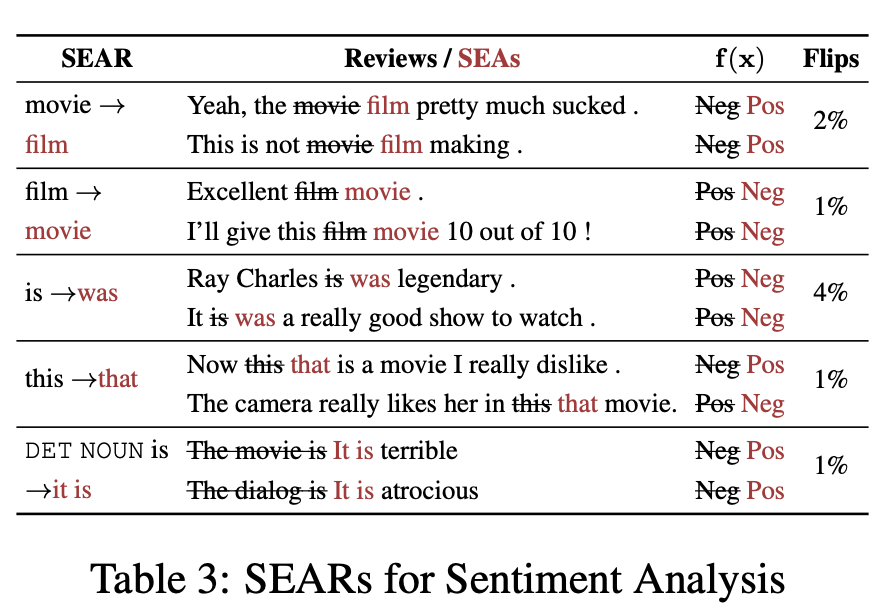 SEAR Reviews / SEAs f(x) Flips
movie → Yeah, the movie film pretty much sucked . Neg Pos
film This is not movie film making . Neg Pos 2%
film → Excellent film movie . Pos Neg
movie I'll give this film movie 10 out of 10 ! Pos Neg 1%
is →was Ray Charles is was legendary . Pos Neg
It is was a really good show to watch . Pos Neg 4%
this →that Now this that is a movie I really dislike . Neg Pos
The camera really likes her in this that movie. Pos Neg 1%
DET NOUN is The movie is It is terrible Neg Pos
→it is The dialog is It is atrocious Neg Pos 1%
Table 3: SEARs for Sentiment Analysis